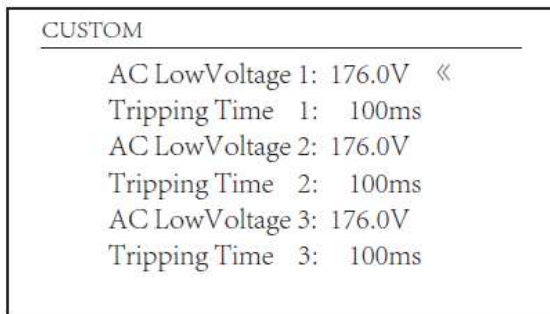 CUSTOM
AC LowVoltage 1: 176.0V «
Tripping Time 1: 100ms
AC LowVoltage 2: 176.0V
Tripping Time 2: 100ms
AC LowVoltage 3: 176.0V
Tripping Time 3: 100ms